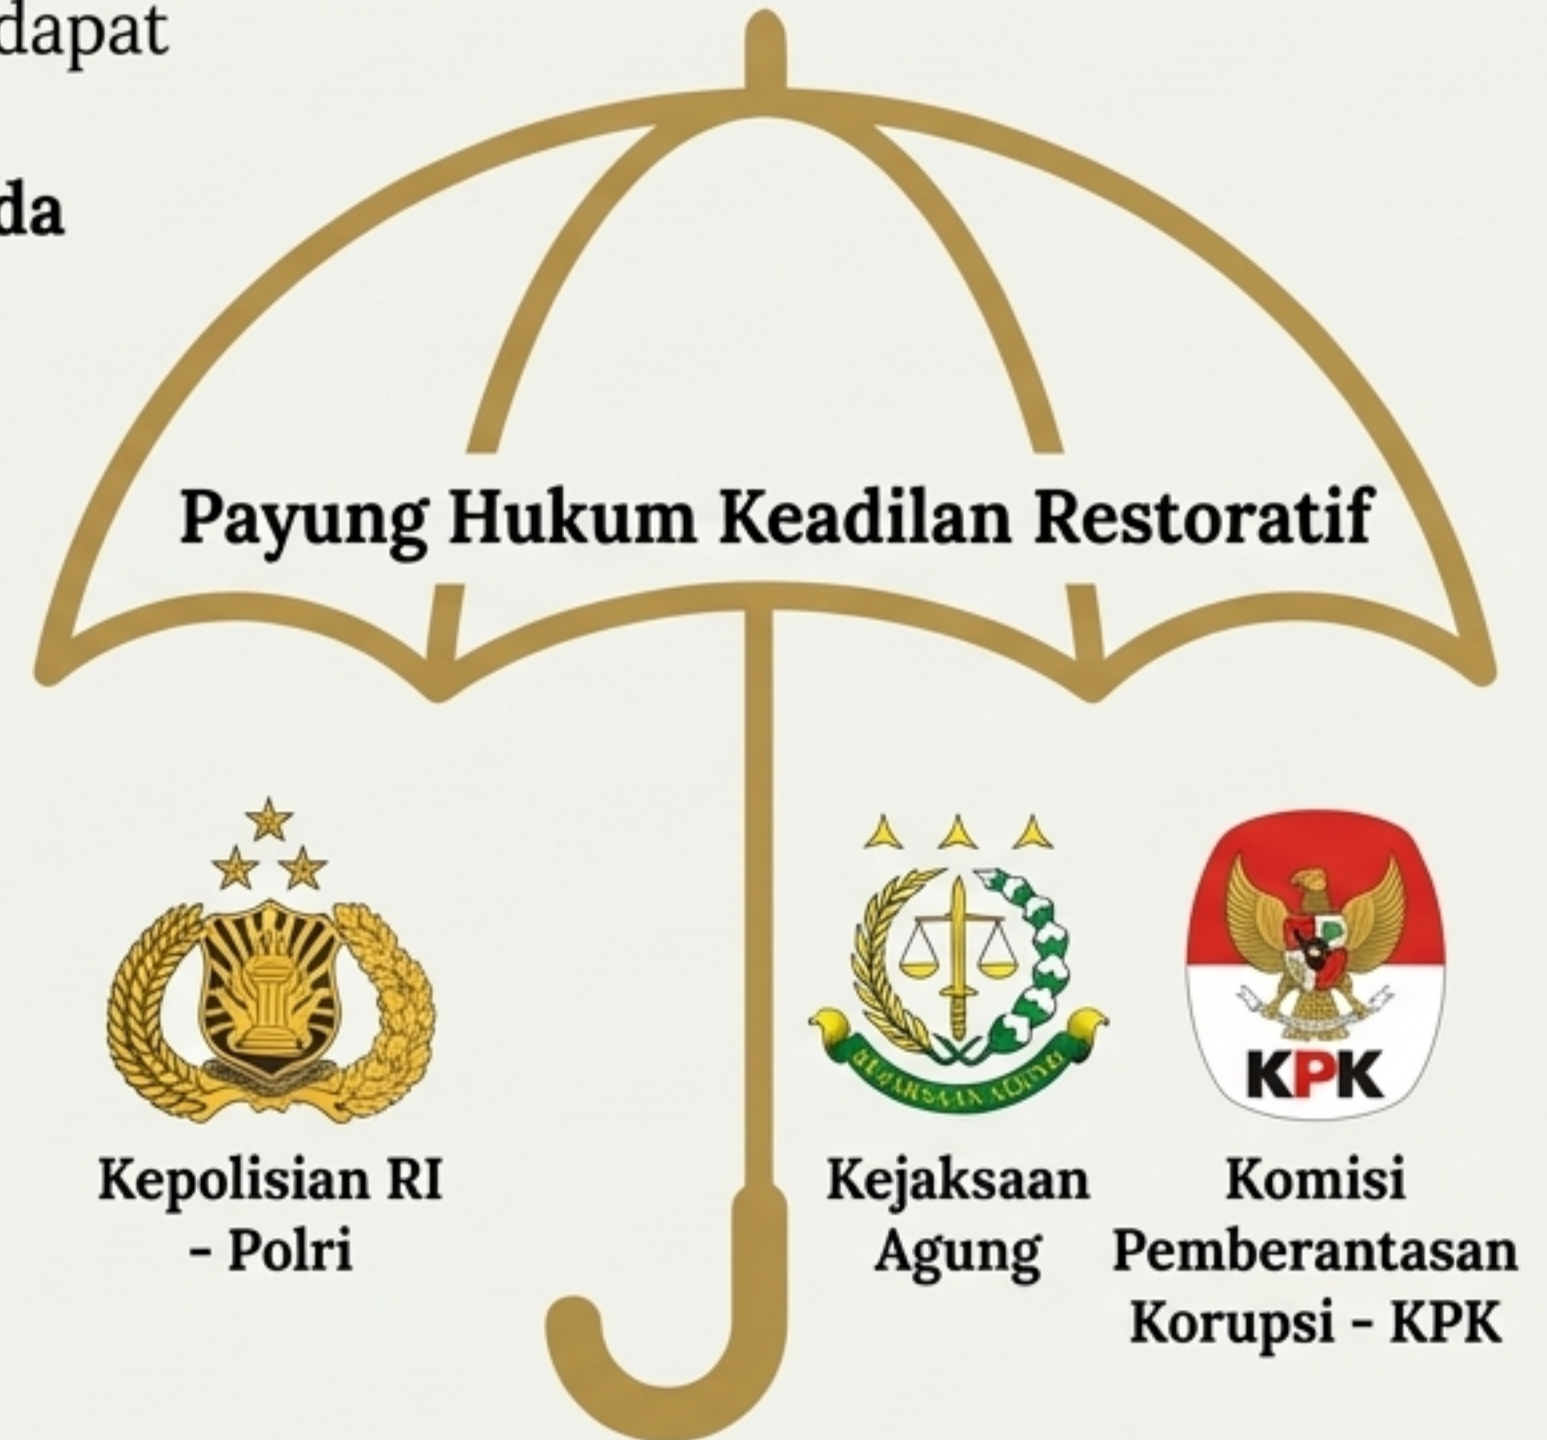 dapat
da
Payung Hukum Keadilan Restoratif
KPK
Kepolisian RI
- Polri
Kejaksaan
Agung
Komisi
Pemberantasan
Korupsi - KPK